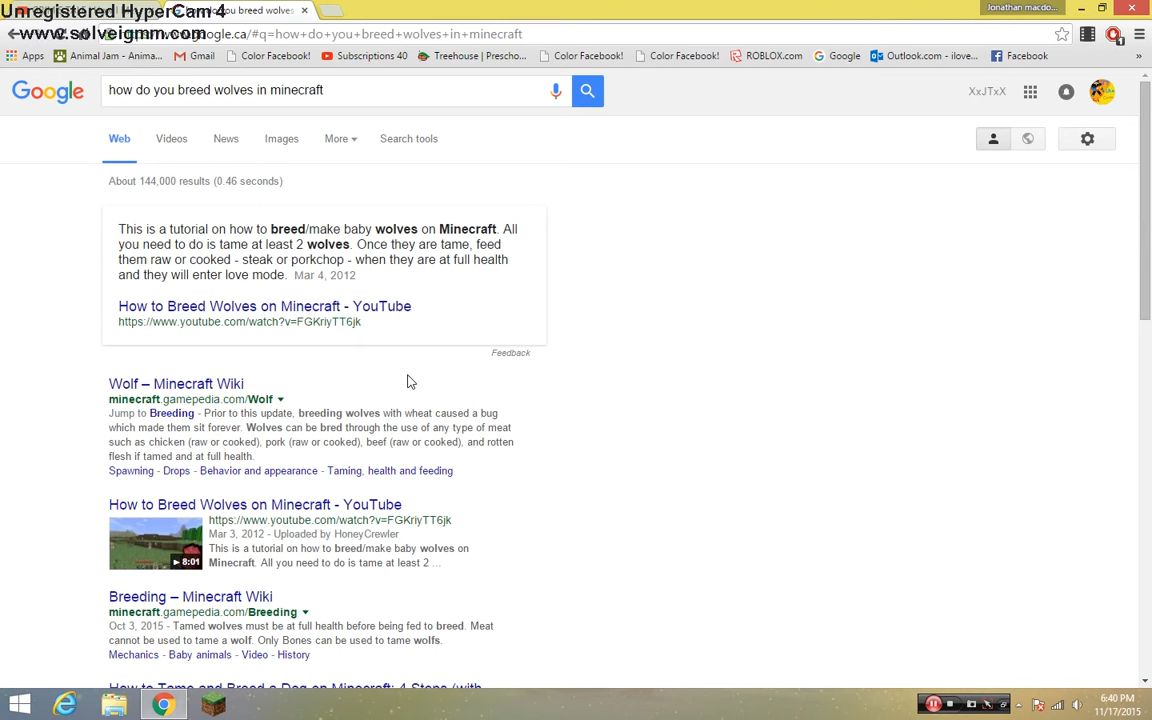 Unregistered HyperCam 4
how do you breed wolves
Jonathan macdo...
www.solveigmm.com
google.ca/#q=how+do+you+breed+wolves+in+minecraft
Apps Animal Jam - Anima... Gmail Color Facebook! Subscriptions 40 Treehouse | Prescho... Color Facebook! Color Facebook! ROBLOX.com Google Outlook.com - ilove... Facebook »
Google how do you breed wolves in minecraft XxJTxX
Web Videos News Images More Search tools
About 144,000 results (0.46 seconds)
This is a tutorial on how to breed/make baby wolves on Minecraft. All
you need to do is tame at least 2 wolves. Once they are tame, feed
them raw or cooked - steak or porkchop - when they are at full health
and they will enter love mode. Mar 4, 2012
How to Breed Wolves on Minecraft - YouTube
https://www.youtube.com/watch?v=FGKriyTT6jk
Feedback
Wolf – Minecraft Wiki
minecraft.gamepedia.com/Wolf
Jump to Breeding - Prior to this update, breeding wolves with wheat caused a bug
which made them sit forever. Wolves can be bred through the use of any type of meat
such as chicken (raw or cooked), pork (raw or cooked), beef (raw or cooked), and rotten
flesh if tamed and at full health.
Spawning - Drops - Behavior and appearance - Taming, health and feeding
How to Breed Wolves on Minecraft - YouTube
https://www.youtube.com/watch?v=FGKriyTT6jk
Mar 3, 2012 - Uploaded by HoneyCrewler
This is a tutorial on how to breed/make baby wolves on
8:01
Minecraft. All you need to do is tame at least 2 ...
Breeding – Minecraft Wiki
minecraft.gamepedia.com/Breeding
Oct 3, 2015 - Tamed wolves must be at full health before being fed to breed. Meat
cannot be used to tame a wolf. Only Bones can be used to tame wolfs.
Mechanics - Baby animals - Video - History
How to Tame and Breed a Dog on Minecraft: 4 Steps (with
6:40 PM
11/17/2015